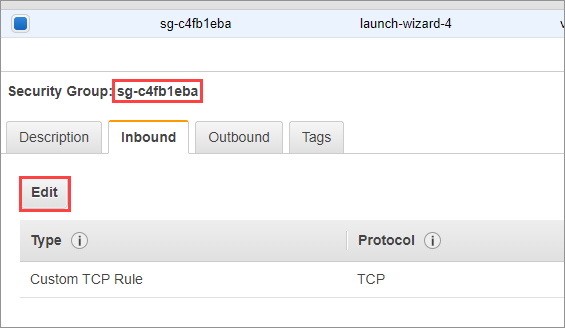 sg-c4fb1eba launch-wizard-4
Security Group: sg-c4fb1eba
Description Inbound Outbound Tags
Edit
Type Protocol
Custom TCP Rule TCP